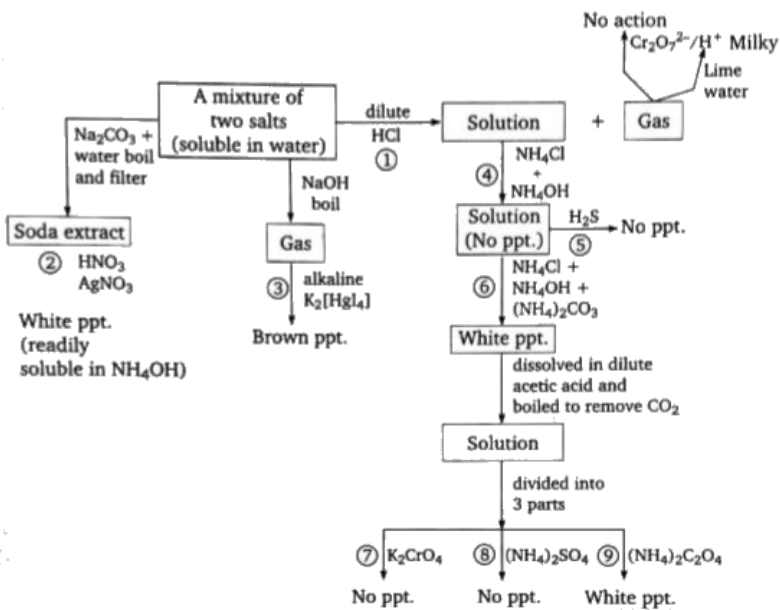 No action
Cr₂O₇²⁻/H⁺ Milky
Lime
water
Gas
A mixture of
two salts
(soluble in water)
dilute
HCl
①
Solution
+
Na₂CO₃ +
water boil
and filter
NaOH
boil
④
NH₄Cl
+
NH₄OH
Soda extract
Gas
Solution
(No ppt.)
H₂S
⑤
No ppt.
② HNO₃
AgNO₃
③ alkaline
K₂[HgI₄]
⑥
NH₄Cl +
NH₄OH +
(NH₄)₂CO₃
White ppt.
(readily
soluble in NH₄OH)
Brown ppt.
White ppt.
dissolved in dilute
acetic acid and
boiled to remove CO₂
Solution
divided into
3 parts
⑦ K₂CrO₄
⑧ (NH₄)₂SO₄
⑨ (NH₄)₂C₂O₄
No ppt.
No ppt.
White ppt.